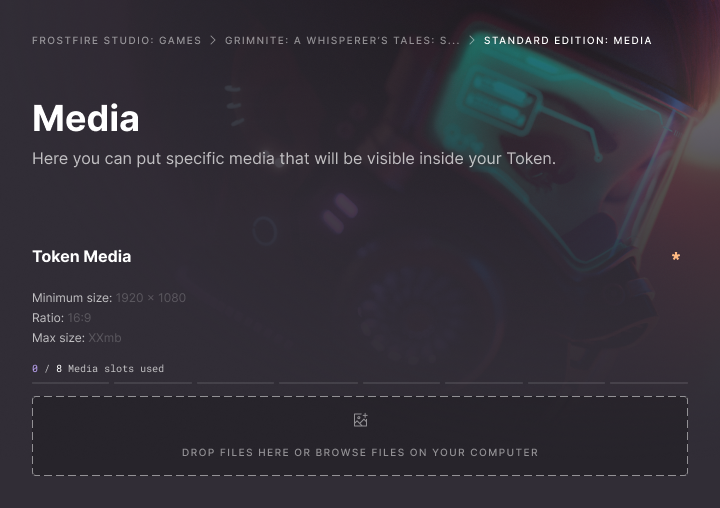 FROSTFIRE STUDIO: GAMES > GRIMNITE: A WHISPERER'S TALES: S... > STANDARD EDITION: MEDIA
Media
Here you can put specific media that will be visible inside your Token.
Token Media *
Minimum size: 1920 × 1080
Ratio: 16:9
Max size: XXmb
0 / 8 Media slots used
DROP FILES HERE OR BROWSE FILES ON YOUR COMPUTER